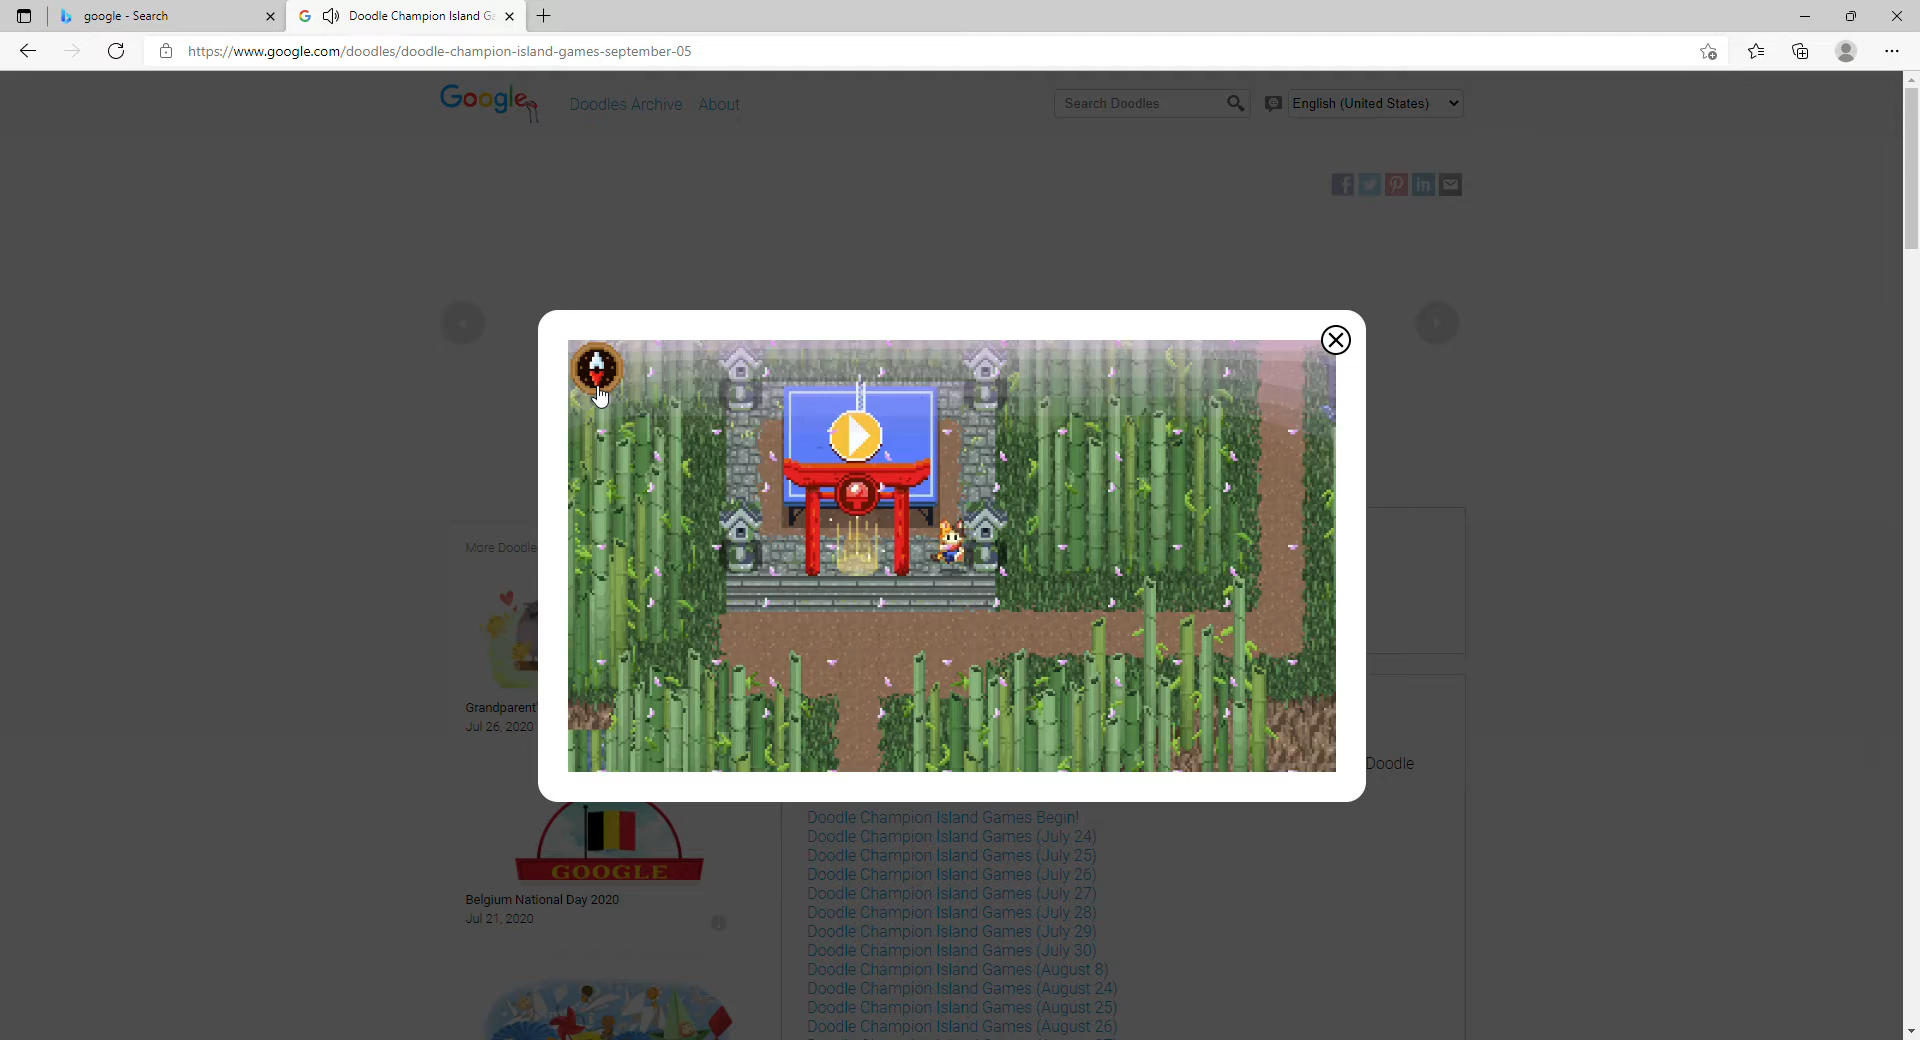 google - Search
Doodle Champion Island Ga
https://www.google.com/doodles/doodle-champion-island-games-september-05
Google
Doodles Archive
About
Search Doodles
English (United States)
More Doodle
Grandparent'
Jul 26, 2020
Doodle
GOOGLE
Belgium National Day 2020
Jul 21, 2020
Doodle Champion Island Games Begin!
Doodle Champion Island Games (July 24)
Doodle Champion Island Games (July 25)
Doodle Champion Island Games (July 26)
Doodle Champion Island Games (July 27)
Doodle Champion Island Games (July 28)
Doodle Champion Island Games (July 29)
Doodle Champion Island Games (July 30)
Doodle Champion Island Games (August 8)
Doodle Champion Island Games (August 24)
Doodle Champion Island Games (August 25)
Doodle Champion Island Games (August 26)